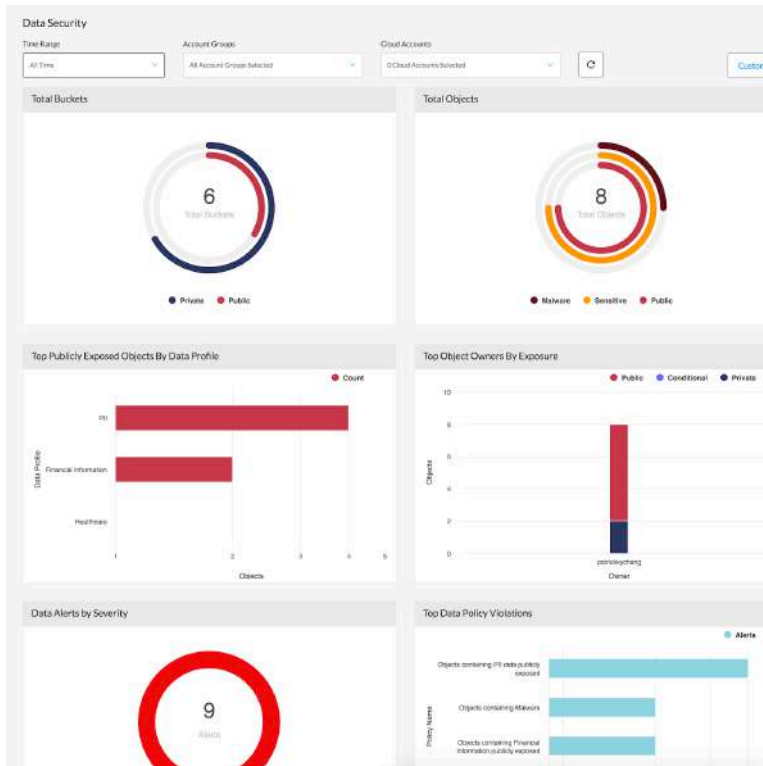 Data Security
Time Range
Account Groups
Cloud Accounts
All Time
All Account Groups Selected
0 Cloud Accounts Selected
Custom
Total Buckets
Total Objects
6
Total Buckets
8
Total Objects
Private
Public
Malware
Sensitive
Public
Top Publicly Exposed Objects By Data Profile
Top Object Owners By Exposure
Count
Public
Conditional
Private
PII
Financial Information
Healthcare
Data Profile
1
2
3
4
5
Objects
10
8
6
4
2
0
Objects
Owner
Data Alerts by Severity
Top Data Policy Violations
9
Alerts
Alerts
Objects containing PII data publicly
exposed
Objects containing Malware
Objects containing Financial
Information publicly exposed
Policy Name